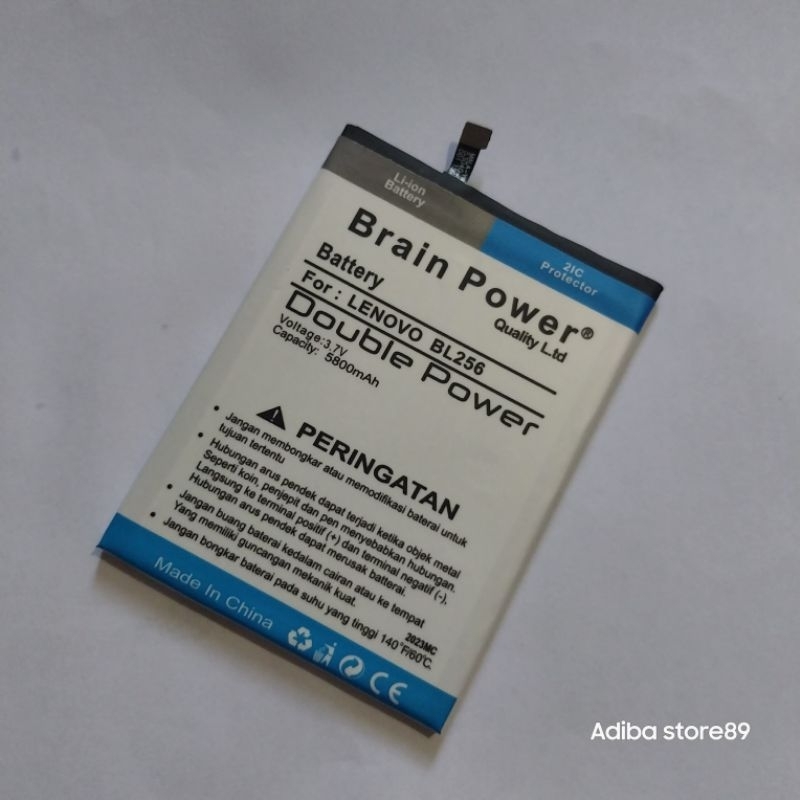 Li-ion
Battery
2IC
Protector
Brain Power®
Quality L.td
Battery
For : LENOVO BL256
Double Power
Voltage:3.7V
Capacity: 5800mAh
PERINGATAN
• Jangan membongkar atau memodifikasi baterai untuk
tujuan tertentu
• Hubungan arus pendek dapat terjadi ketika objek metal
Seperti koin, penjepit dan pen menyebabkan hubungan.
Langsung ke terminal positif (+) dan terminal negatif (-).
Hubungan arus pendek dapat merusak baterai.
• Jangan buang baterai kedalam cairan atau ke tempat
Yang memiliki guncangan mekanik kuat.
• Jangan bongkar baterai pada suhu yang tinggi 140°F/60℃.
2023MC
Made In China
CE
Adiba store89